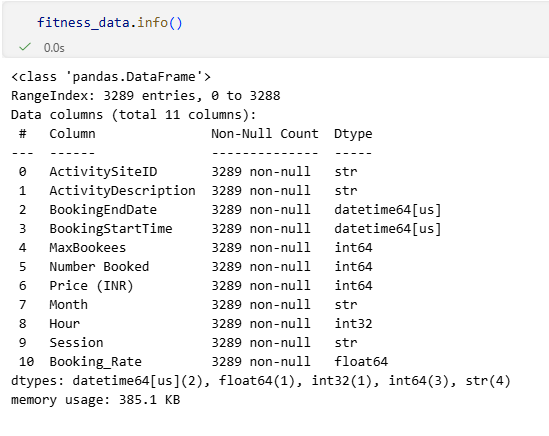 fitness_data.info()
0.0s
<class 'pandas.DataFrame'>
RangeIndex: 3289 entries, 0 to 3288
Data columns (total 11 columns):
 #   Column               Non-Null Count  Dtype
---  ------               --------------  -----
 0   ActivitySiteID       3289 non-null   str
 1   ActivityDescription  3289 non-null   str
 2   BookingEndDate       3289 non-null   datetime64[us]
 3   BookingStartTime     3289 non-null   datetime64[us]
 4   MaxBookees           3289 non-null   int64
 5   Number Booked        3289 non-null   int64
 6   Price (INR)          3289 non-null   int64
 7   Month                3289 non-null   str
 8   Hour                 3289 non-null   int32
 9   Session              3289 non-null   str
 10  Booking_Rate         3289 non-null   float64
dtypes: datetime64[us](2), float64(1), int32(1), int64(3), str(4)
memory usage: 385.1 KB